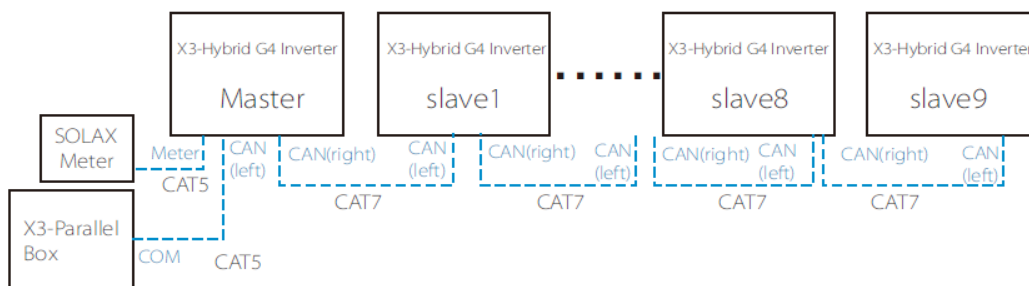 X3-Hybrid G4 Inverter
Master
X3-Hybrid G4 Inverter
slave1
X3-Hybrid G4 Inverter
slave8
X3-Hybrid G4 Inverter
slave9
SOLAX
Meter
Meter
CAT5
CAN
(left)
CAN(right)
CAN
(left)
CAT7
CAN(right)
CAN
(left)
CAT7
CAN(right)
CAN
(left)
CAT7
CAN(right)
CAN
(left)
CAT7
X3-Parallel
Box
COM
CAT5